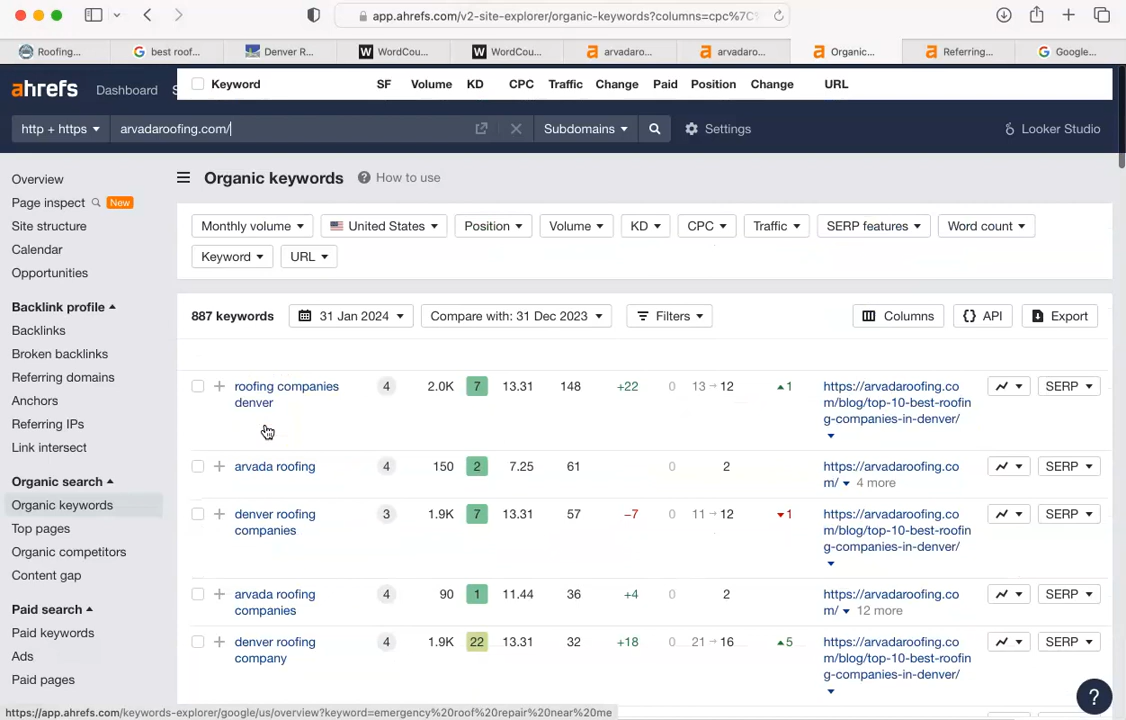 app.ahrefs.com/v2-site-explorer/organic-keywords?columns=cpc%7C
Roofing... best roof... Denver R... WordCou... WordCou... arvadaro... arvadaro... Organic... Referring... Google...
ahrefs Dashboard S
Keyword SF Volume KD CPC Traffic Change Paid Position Change URL
http + https arvadaroofing.com/ Subdomains Settings Looker Studio
Overview
Page inspect New
Site structure
Calendar
Opportunities
Backlink profile
Backlinks
Broken backlinks
Referring domains
Anchors
Referring IPs
Link intersect
Organic search
Organic keywords
Top pages
Organic competitors
Content gap
Paid search
Paid keywords
Ads
Paid pages
Organic keywords ? How to use
Monthly volume United States Position Volume KD CPC Traffic SERP features Word count
Keyword URL
887 keywords 31 Jan 2024 Compare with: 31 Dec 2023 Filters Columns {} API Export
roofing companies 4 2.0K 7 13.31 148 +22 0 13 → 12 ▲1 https://arvadaroofing.co SERP
denver m/blog/top-10-best-roofin
g-companies-in-denver/
arvada roofing 4 150 2 7.25 61 0 2 https://arvadaroofing.co SERP
m/ 4 more
denver roofing 3 1.9K 7 13.31 57 −7 0 11 → 12 ▼1 https://arvadaroofing.co SERP
companies m/blog/top-10-best-roofin
g-companies-in-denver/
arvada roofing 4 90 1 11.44 36 +4 0 2 https://arvadaroofing.co SERP
companies m/ 12 more
denver roofing 4 1.9K 22 13.31 32 +18 0 21 → 16 ▲5 https://arvadaroofing.co SERP
company m/blog/top-10-best-roofin
g-companies-in-denver/
?
https://app.ahrefs.com/keywords-explorer/google/us/overview?keyword=emergency%20roof%20repair%20near%20me